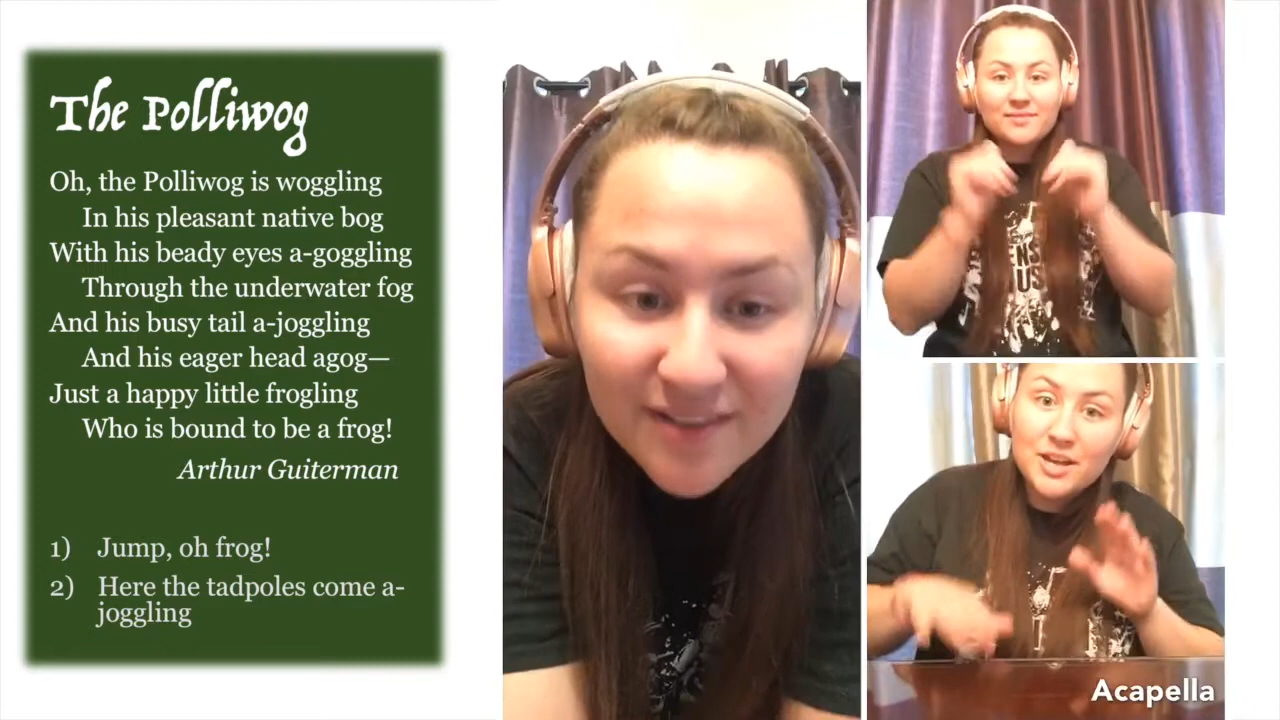 The Polliwog
Oh, the Polliwog is woggling
In his pleasant native bog
With his beady eyes a-goggling
Through the underwater fog
And his busy tail a-joggling
And his eager head agog—
Just a happy little frogling
Who is bound to be a frog!
Arthur Guiterman
1) Jump, oh frog!
2) Here the tadpoles come a-
joggling
Acapella